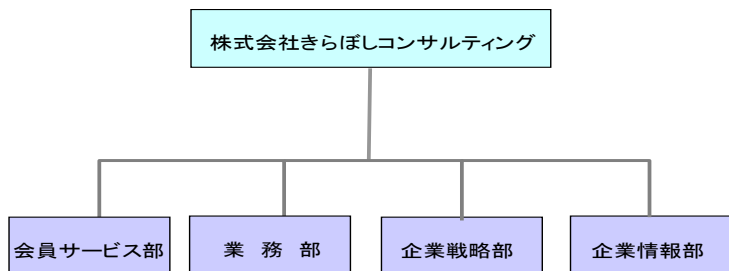 株式会社きらぼしコンサルティング
会員サービス部
業 務 部
企業戦略部
企業情報部